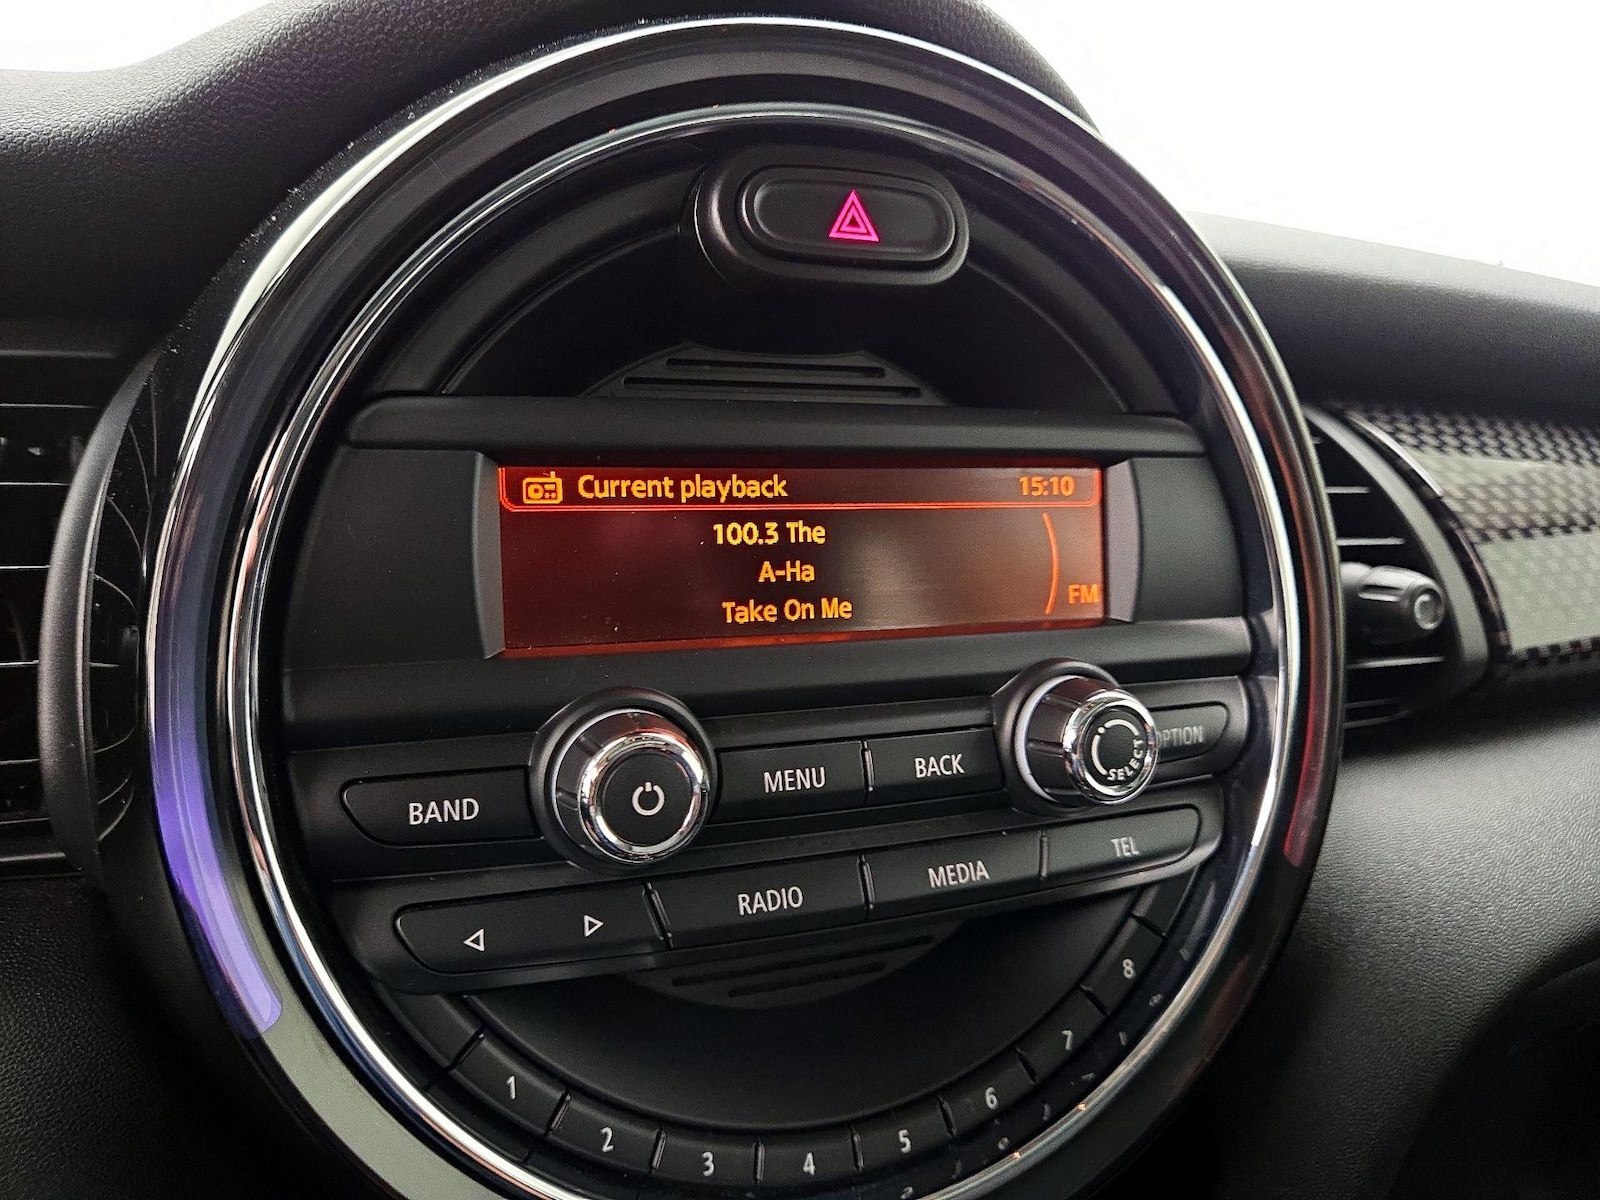 Current playback 15:10
100.3 The
A-Ha
Take On Me
FM
BAND
MENU
BACK
SELECT
OPTION
RADIO
MEDIA
TEL
1
2
3
4
5
6
7
8